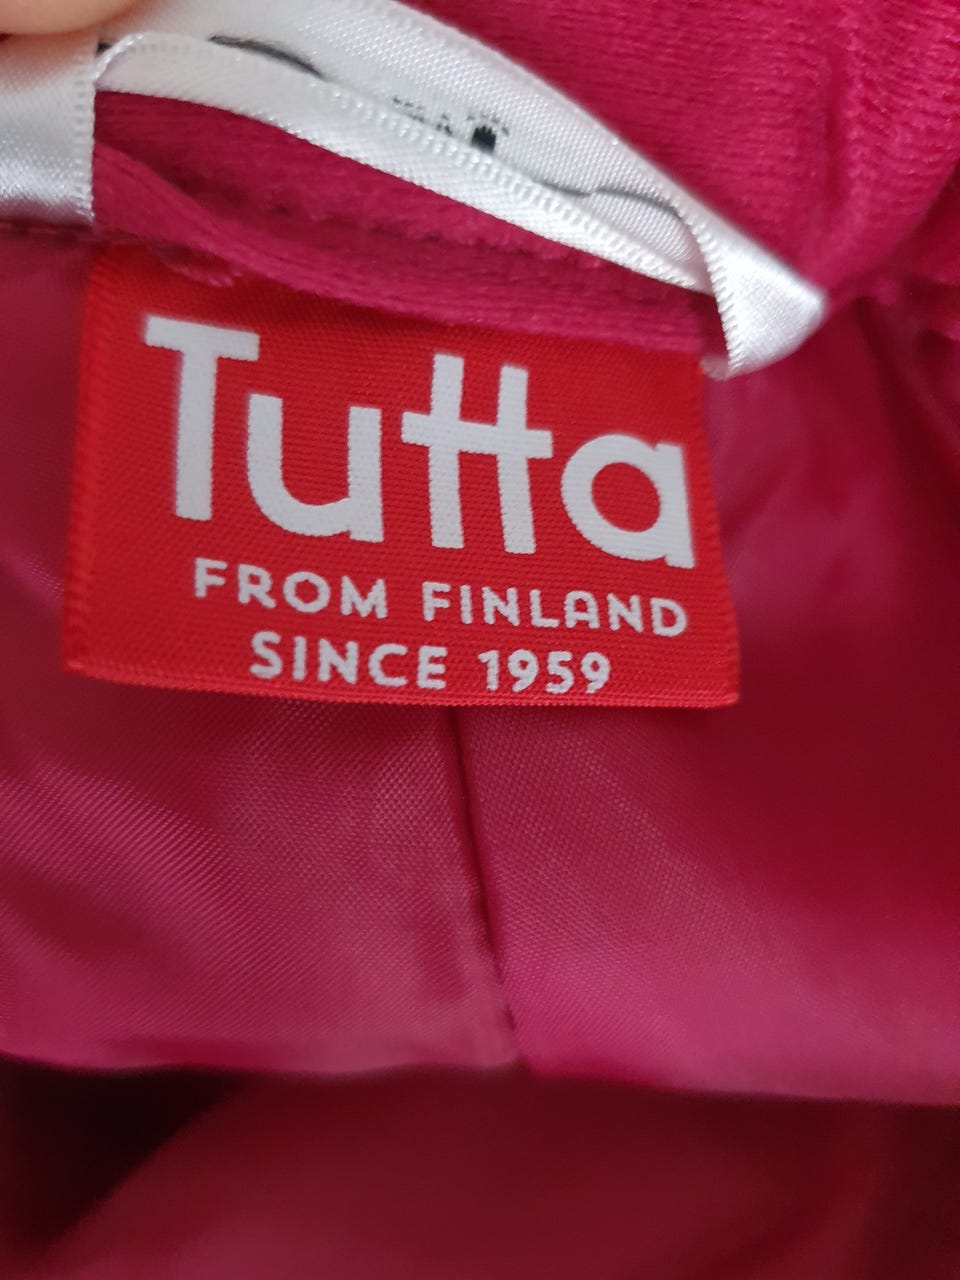 Tutta
FROM FINLAND
SINCE 1959